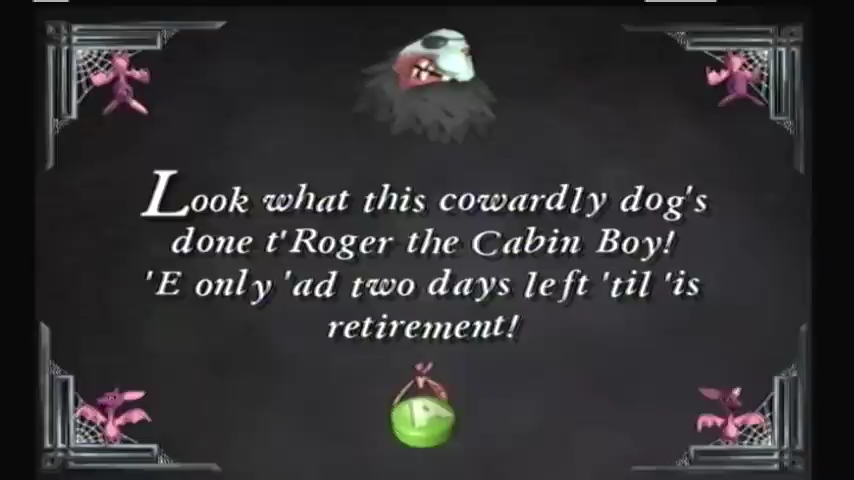 Look what this cowardly dog's
done t'Roger the Cabin Boy!
'E only 'ad two days left 'til 'is
retirement!
A